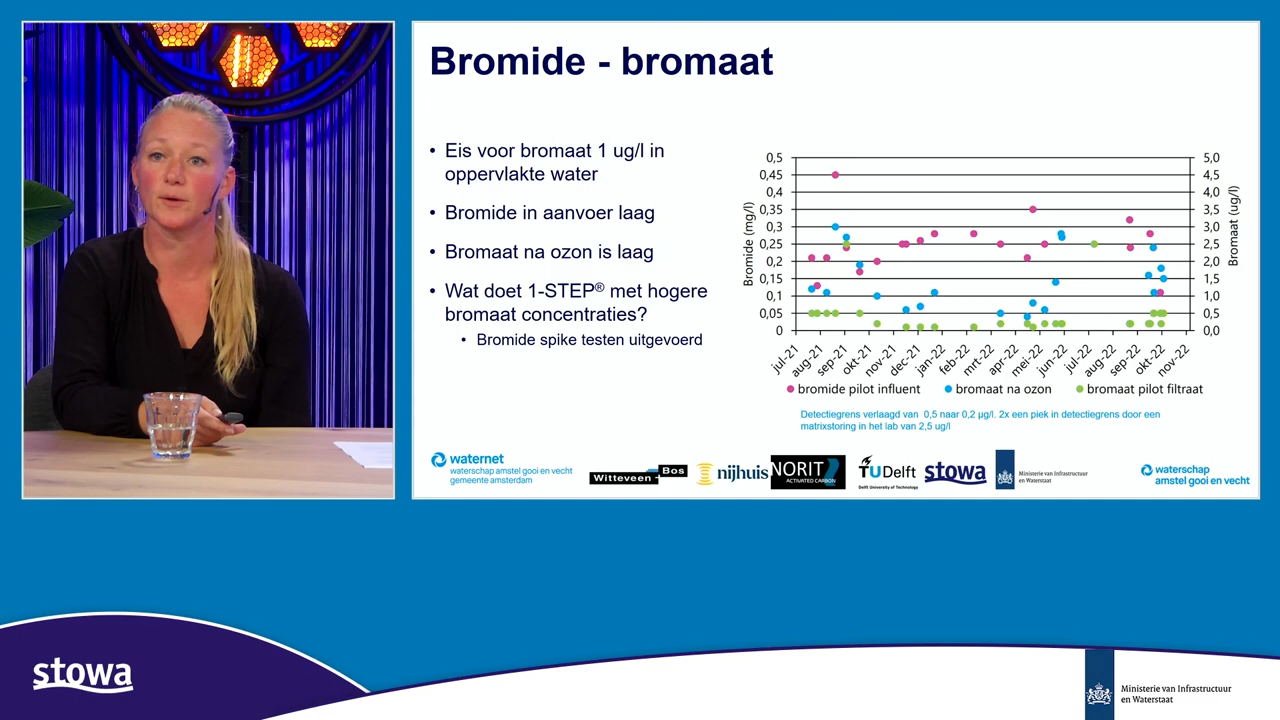 Bromide - bromaat
• Eis voor bromaat 1 ug/l in
oppervlakte water
• Bromide in aanvoer laag
• Bromaat na ozon is laag
• Wat doet 1-STEP® met hogere
bromaat concentraties?
• Bromide spike testen uitgevoerd
Bromide (mg/l)
0,5
0,45
0,4
0,35
0,3
0,25
0,2
0,15
0,1
0,05
0
5,0
4,5
4,0
3,5
3,0
2,5
2,0
1,5
1,0
0,5
0,0
Bromaat (ug/l)
jul-21
aug-21
sep-21
okt-21
nov-21
dec-21
jan-22
feb-22
mrt-22
apr-22
mei-22
jun-22
jul-22
aug-22
sep-22
okt-22
nov-22
bromide pilot influent
bromaat na ozon
bromaat pilot filtraat
Detectiegrens verlaagd van 0,5 naar 0,2 µg/l. 2x een piek in detectiegrens door een
matrixstoring in het lab van 2,5 ug/l
waternet
waterschap amstel gooi en vecht
gemeente amsterdam
Witteveen + Bos
nijhuis
NORIT
ACTIVATED CARBON
TU Delft
Delft University of Technology
stowa
Ministerie van Infrastructuur
en Waterstaat
waterschap
amstel gooi en vecht
stowa
Ministerie van Infrastructuur
en Waterstaat